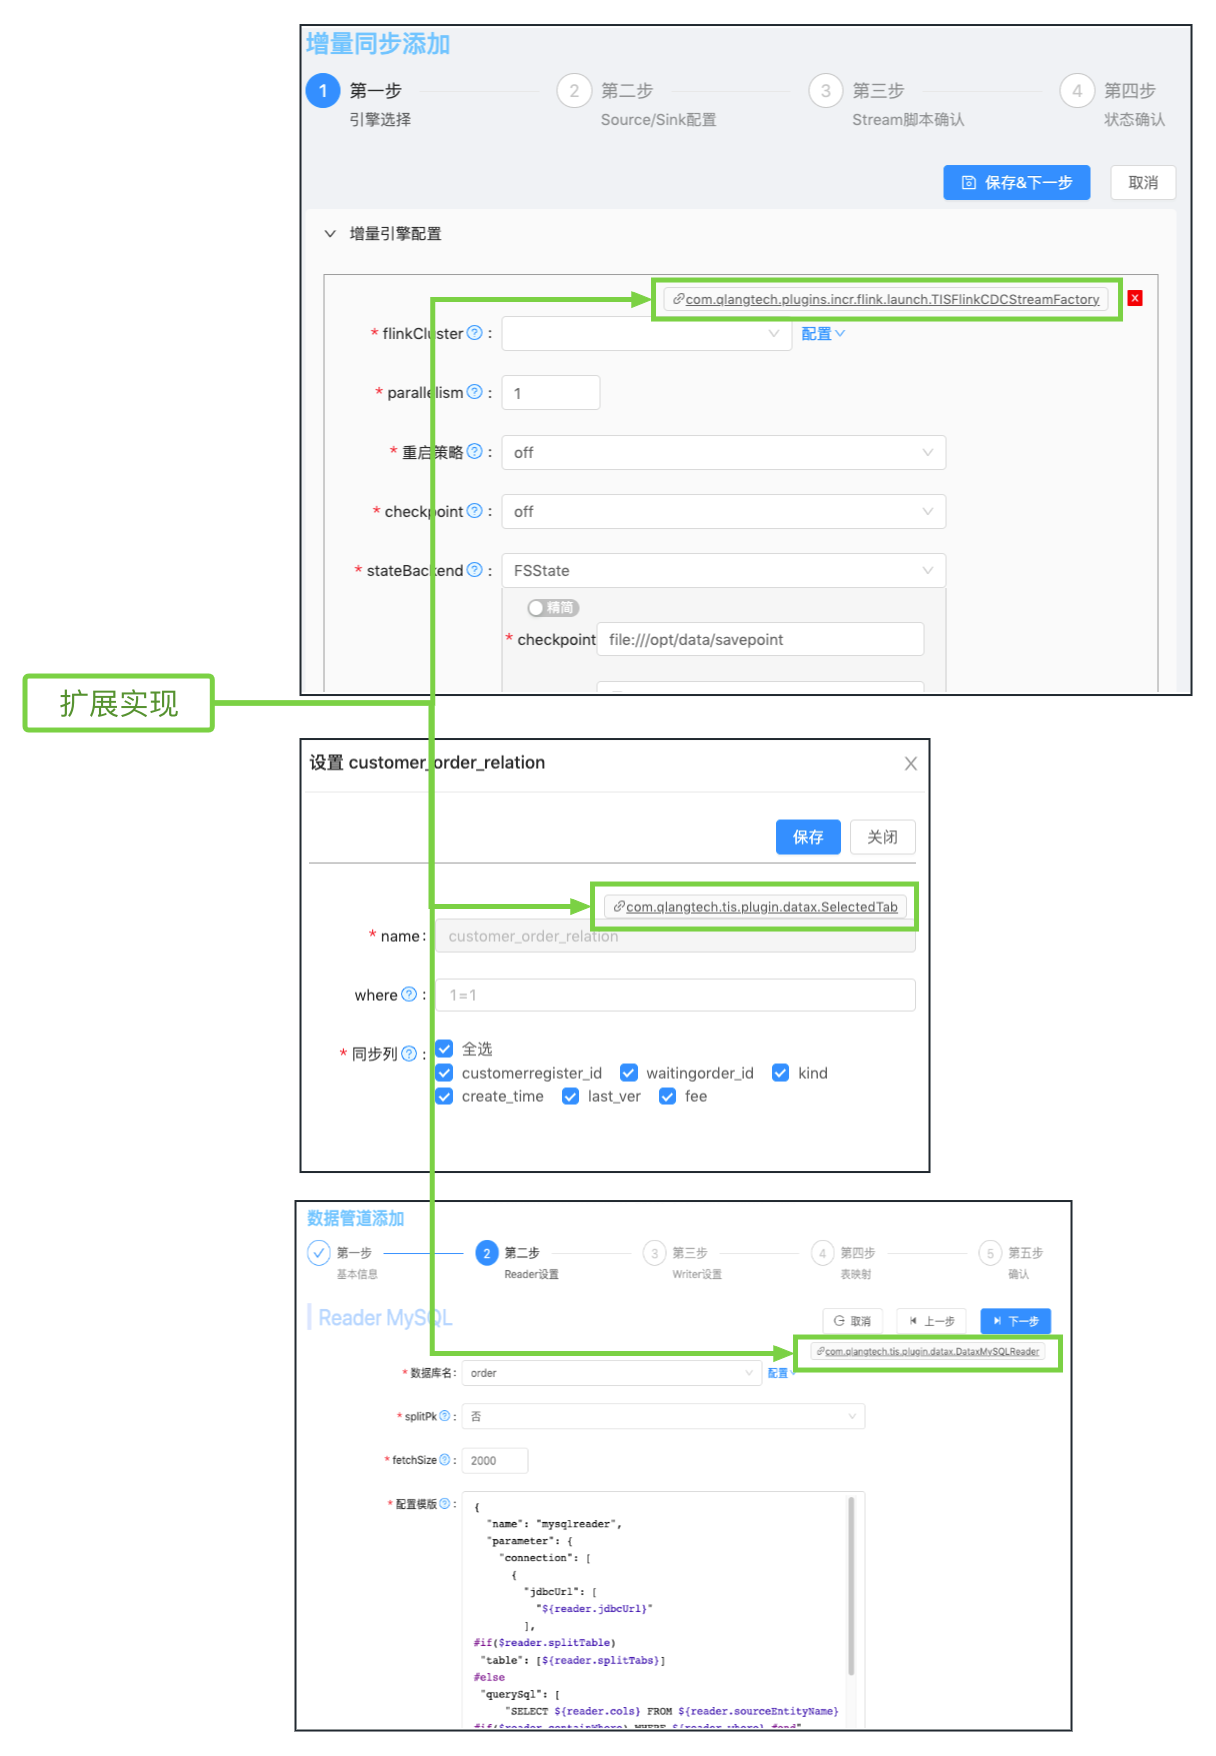 增量同步添加
1 第一步 2 第二步 3 第三步 4 第四步
引擎选择 Source/Sink配置 Stream脚本确认 状态确认
保存&下一步 取消
增量引擎配置
com.qlangtech.plugins.incr.flink.launch.TISFlinkCDCStreamFactory x
* flinkCluster ? : 配置
* parallelism ? : 1
* 重启策略 ? : off
* checkpoint ? : off
* stateBackend ? : FSState
精简
* checkpoint file:///opt/data/savepoint
扩展实现
设置 customer_order_relation X
保存 关闭
com.qlangtech.tis.plugin.datax.SelectedTab
* name : customer_order_relation
where ? : 1=1
* 同步列 ? : 全选
customerregister_id waitingorder_id kind
create_time last_ver fee
数据管道添加
第一步 2 第二步 3 第三步 4 第四步 5 第五步
基本信息 Reader设置 Writer设置 表映射 确认
Reader MySQL
取消 上一步 下一步
com.qlangtech.tis.plugin.datax.DataxMySQLReader
* 数据库名 : order 配置
* splitPk ? : 否
* fetchSize ? : 2000
* 配置模版 ? : {
"name": "mysqlreader",
"parameter": {
"connection": [
{
"jdbcUrl": [
"${reader.jdbcUrl}"
],
#if($reader.splitTable)
"table": [${reader.splitTabs}]
#else
"querySql": [
"SELECT ${reader.cols} FROM ${reader.sourceEntityName}
#if($reader.containWhere) WHERE ${reader.where} #end"